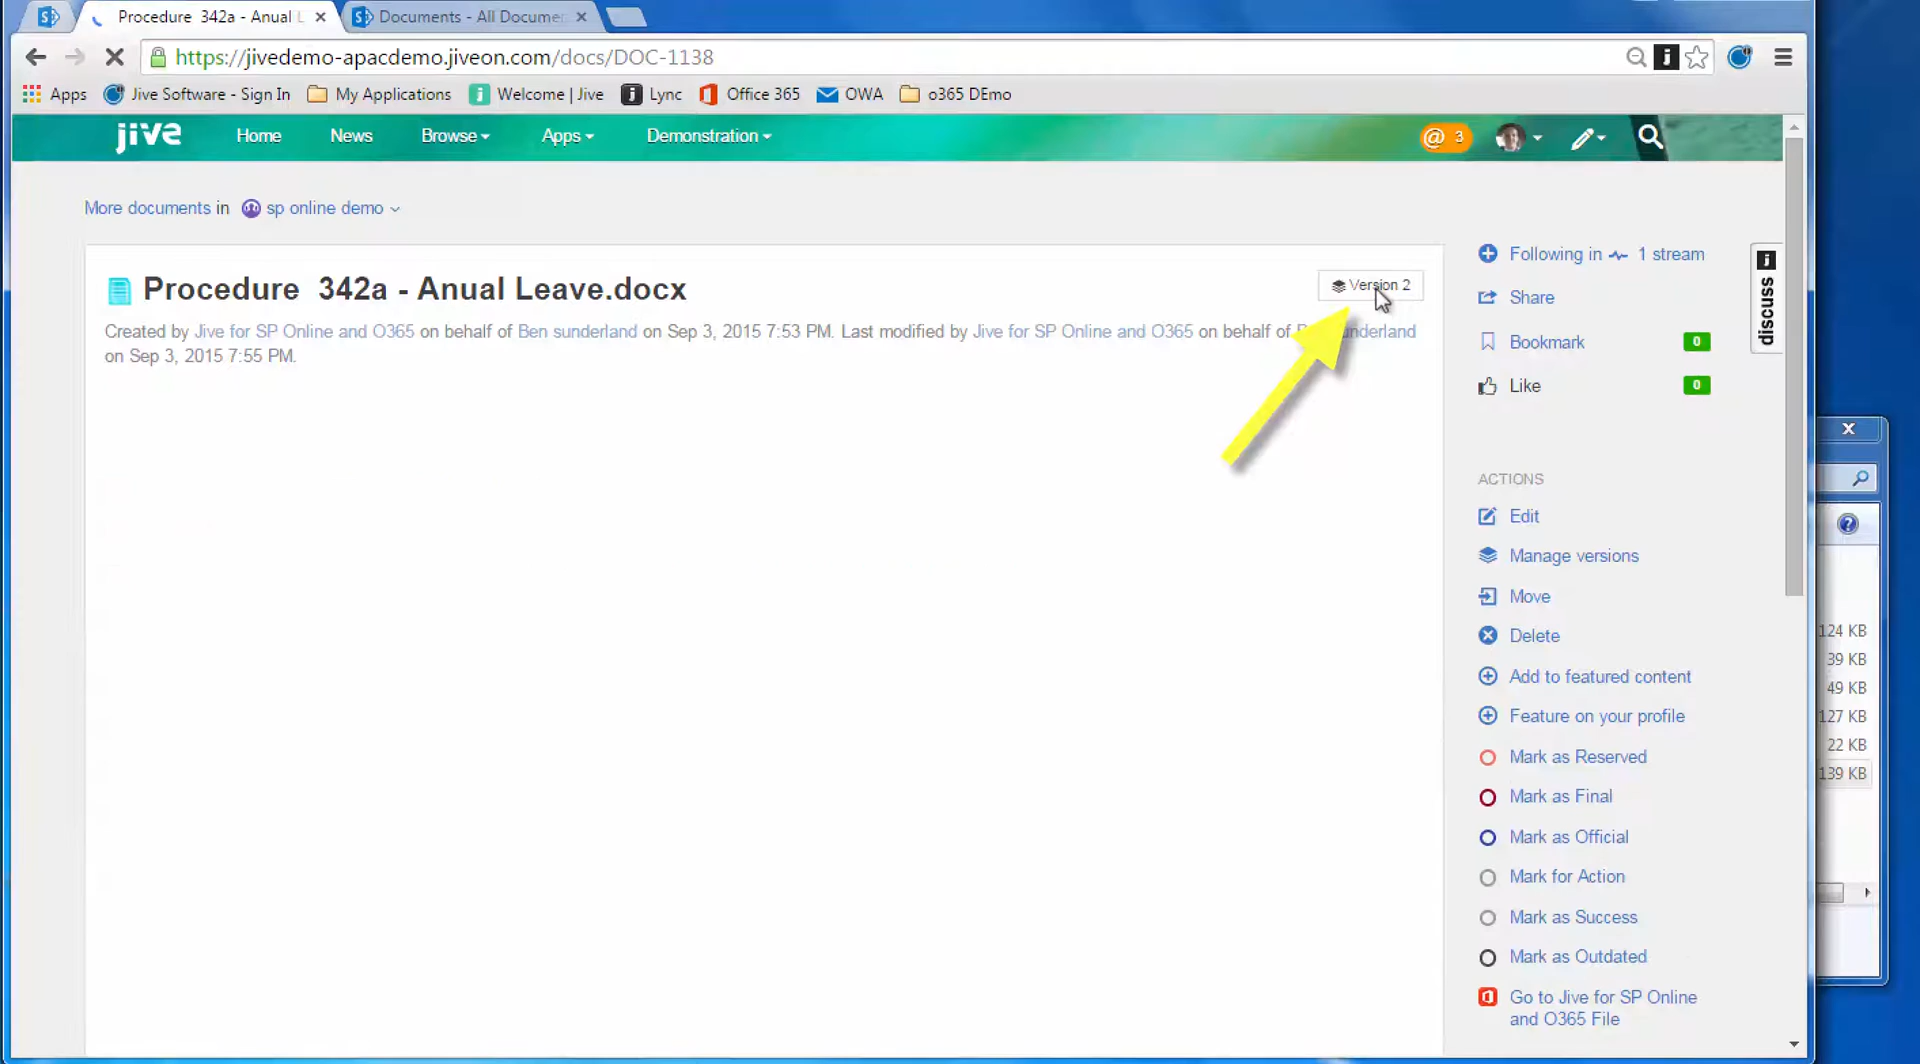 Procedure 342a - Anual L
Documents - All Documen
https://jivedemo-apacdemo.jiveon.com/docs/DOC-1138
Apps Jive Software - Sign In My Applications Welcome | Jive Lync Office 365 OWA o365 DEmo
jive Home News Browse Apps Demonstration @ 3
More documents in sp online demo
Procedure 342a - Anual Leave.docx
Version 2
Created by Jive for SP Online and O365 on behalf of Ben sunderland on Sep 3, 2015 7:53 PM. Last modified by Jive for SP Online and O365 on behalf of
on Sep 3, 2015 7:55 PM.
Following in 1 stream
Share
Bookmark 0
Like 0
discuss
ACTIONS
Edit
Manage versions
Move
Delete
Add to featured content
Feature on your profile
Mark as Reserved
Mark as Final
Mark as Official
Mark for Action
Mark as Success
Mark as Outdated
Go to Jive for SP Online
and O365 File
124 KB
39 KB
49 KB
127 KB
22 KB
139 KB